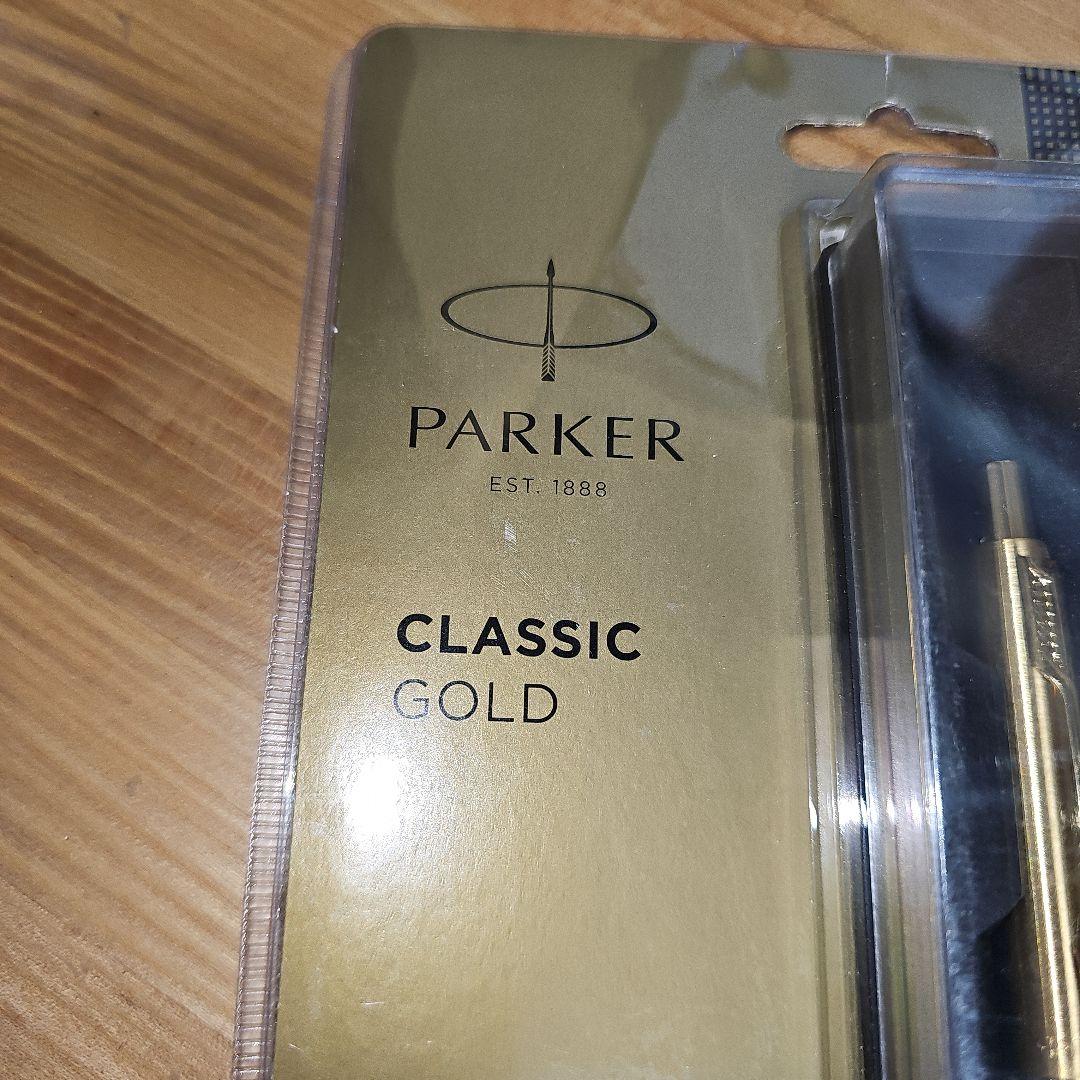 PARKER
EST. 1888
CLASSIC
GOLD